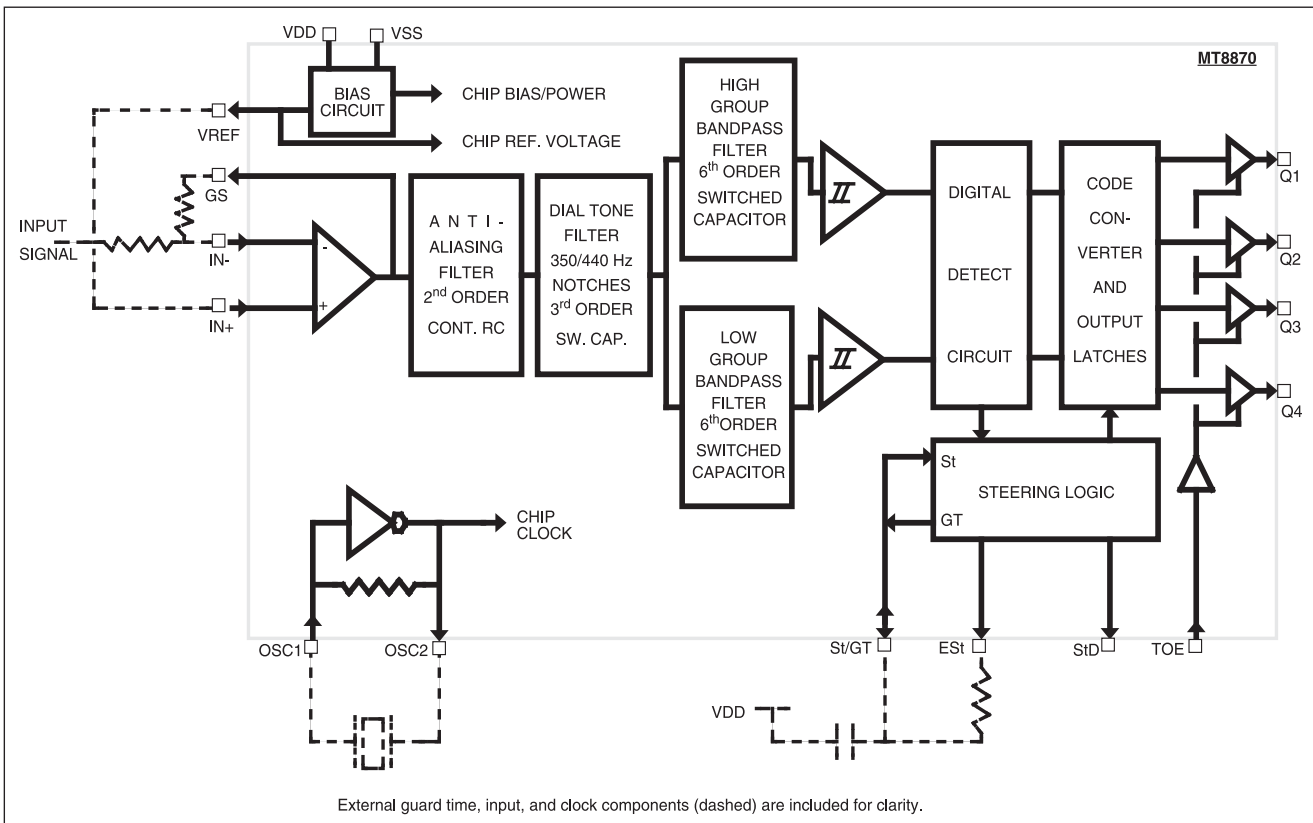 VDD
VSS
MT8870
BIAS
CIRCUIT
CHIP BIAS/POWER
VREF
CHIP REF. VOLTAGE
GS
INPUT
SIGNAL
IN-
IN+
-
+
ANTI-
ALIASING
FILTER
2nd ORDER
CONT. RC
DIAL TONE
FILTER
350/440 Hz
NOTCHES
3rd ORDER
SW. CAP.
HIGH
GROUP
BANDPASS
FILTER
6th ORDER
SWITCHED
CAPACITOR
LOW
GROUP
BANDPASS
FILTER
6th ORDER
SWITCHED
CAPACITOR
DIGITAL
DETECT
CIRCUIT
CODE
CON-
VERTER
AND
OUTPUT
LATCHES
Q1
Q2
Q3
Q4
St
GT
STEERING LOGIC
CHIP
CLOCK
OSC1
OSC2
St/GT
ESt
StD
TOE
VDD
External guard time, input, and clock components (dashed) are included for clarity.